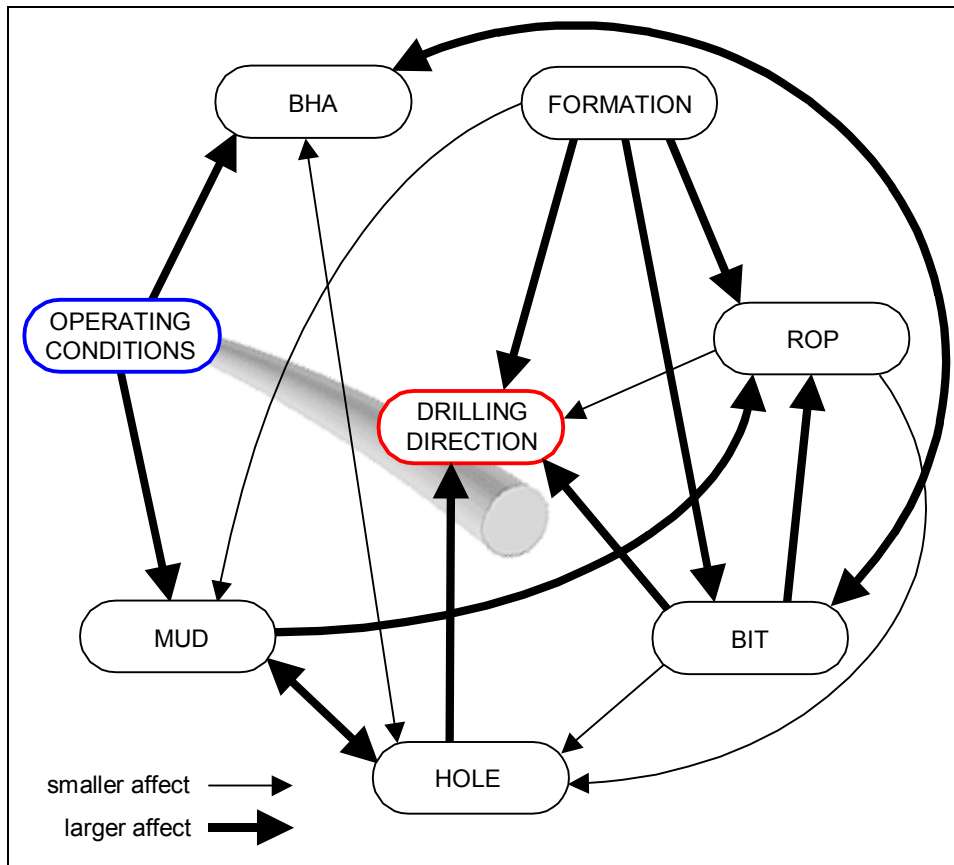 BHA
FORMATION
OPERATING
CONDITIONS
ROP
DRILLING
DIRECTION
MUD
BIT
HOLE
smaller affect
larger affect